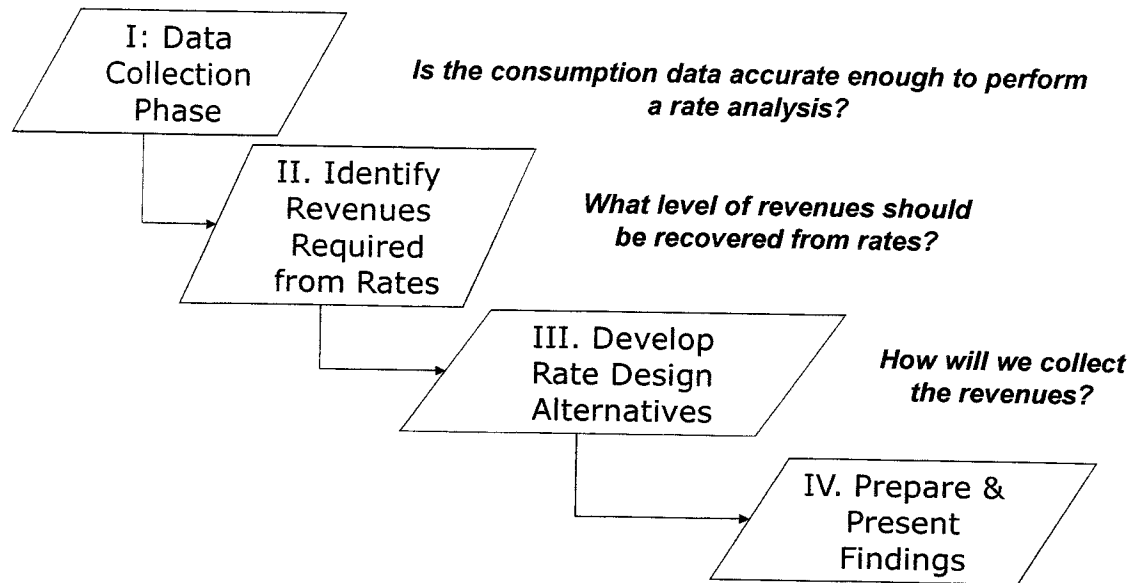 I: Data
Collection
Phase
Is the consumption data accurate enough to perform
a rate analysis?
II. Identify
Revenues
Required
from Rates
What level of revenues should
be recovered from rates?
III. Develop
Rate Design
Alternatives
How will we collect
the revenues?
IV. Prepare &
Present
Findings